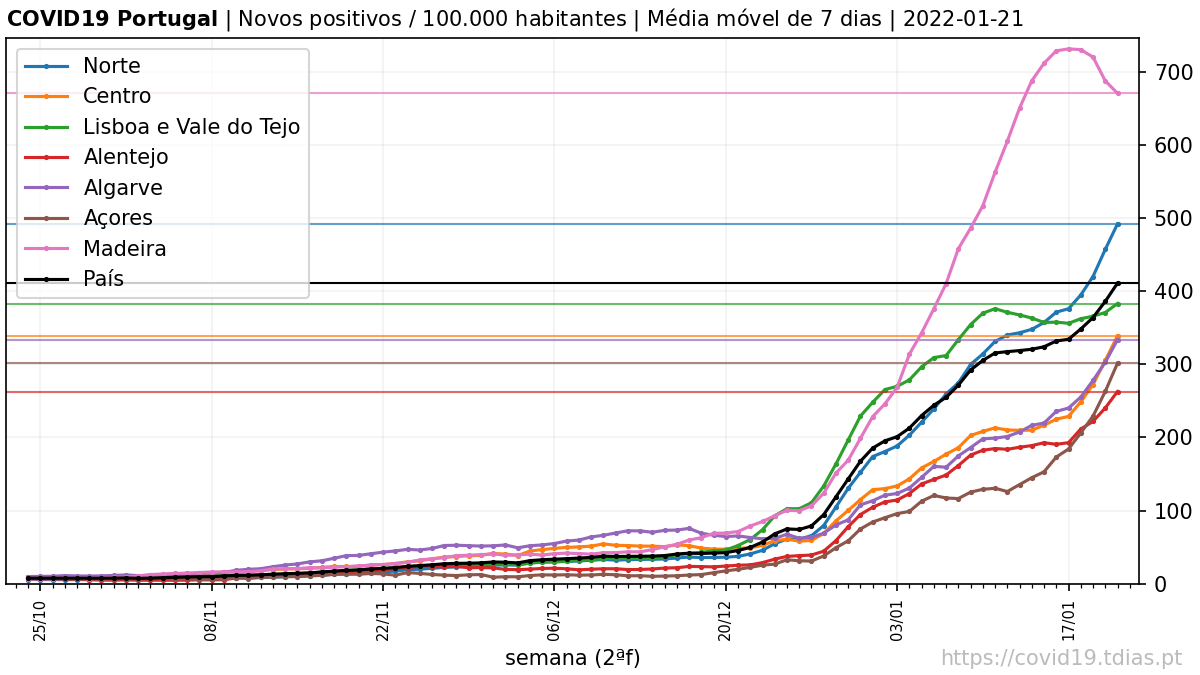 COVID19 Portugal | Novos positivos / 100.000 habitantes | Média móvel de 7 dias | 2022-01-21
Norte
Centro
Lisboa e Vale do Tejo
Alentejo
Algarve
Açores
Madeira
País
700
600
500
400
300
200
100
0
25/10
08/11
22/11
06/12
20/12
03/01
17/01
semana (2ªf)
https://covid19.tdias.pt